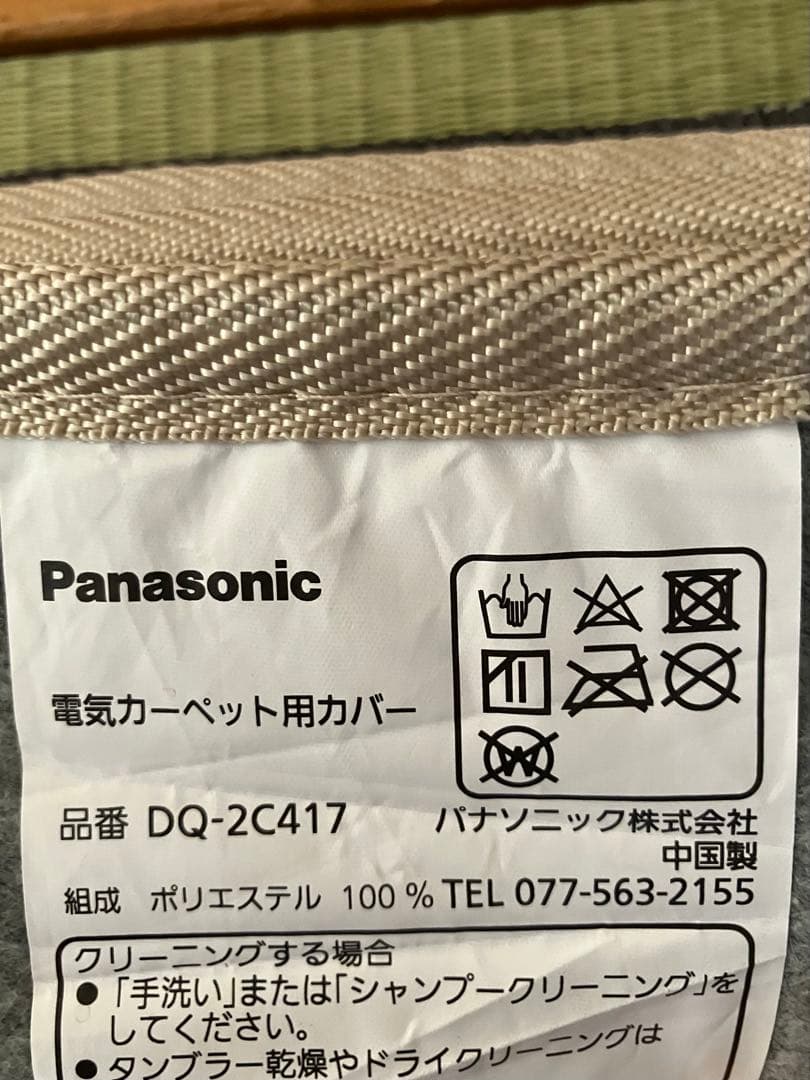 Panasonic
電気カーペット用カバー
品番 DQ-2C417
パナソニック株式会社
中国製
組成 ポリエステル 100％ TEL 077-563-2155
クリーニングする場合
●「手洗い」または「シャンプークリーニング」を
してください。
●タンブラー乾燥やドライクリーニングは